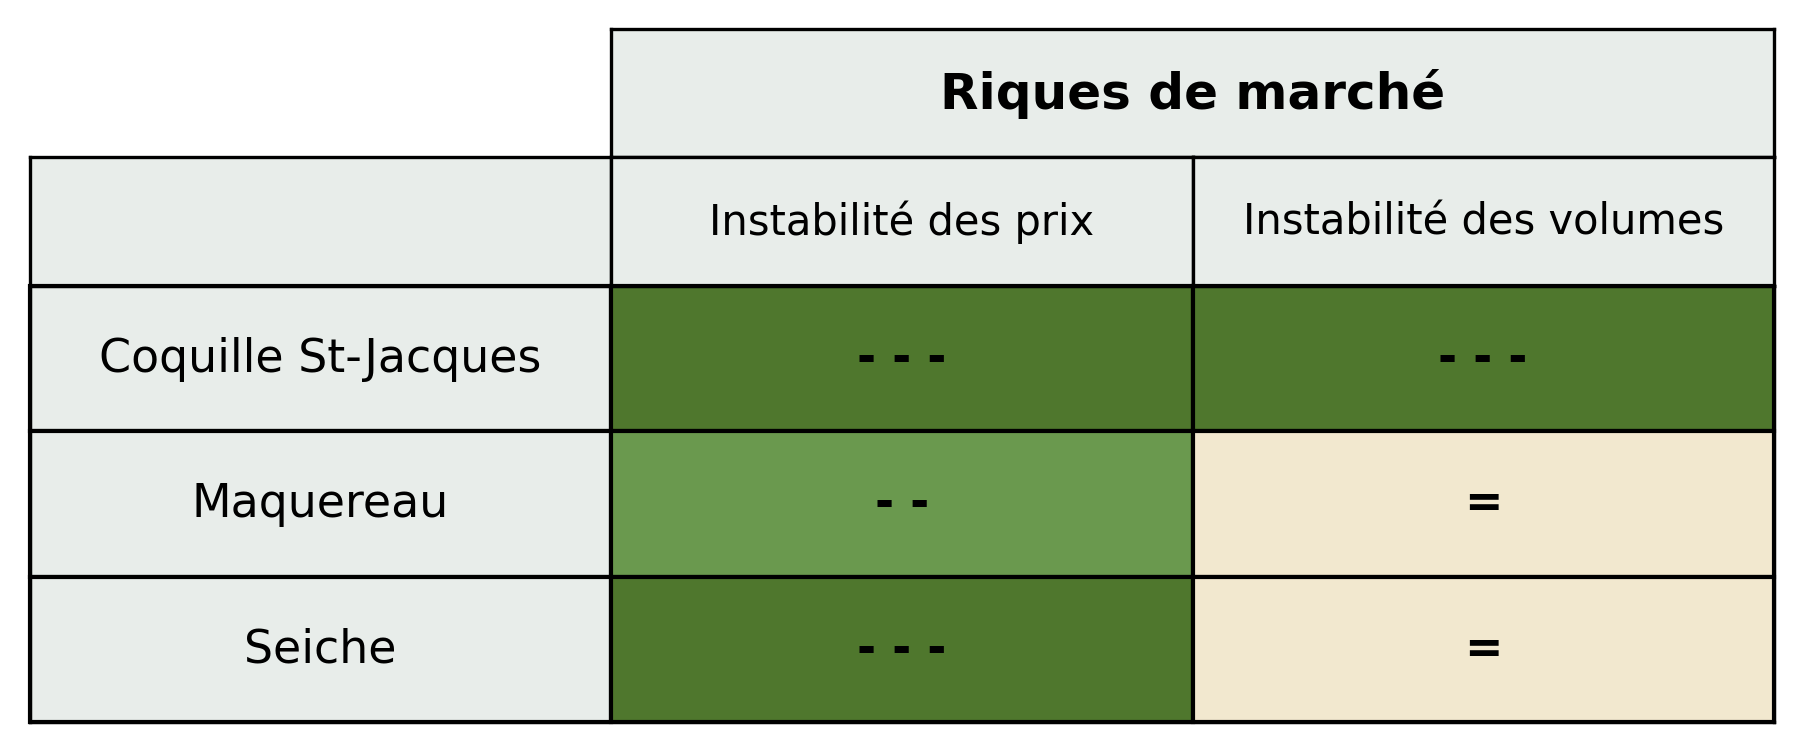 Riques de marché
Instabilité des prix
Instabilité des volumes
Coquille St-Jacques
- - -
- - -
Maquereau
- -
=
Seiche
- - -
=